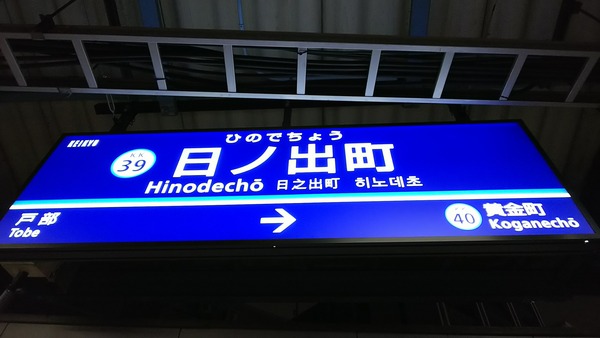 KEIKYU
ひのでちょう
KK
39
日ノ出町
Hinodechō 日之出町 히노데초
戸部
Tobe
→
KK
40
黄金町
Koganechō